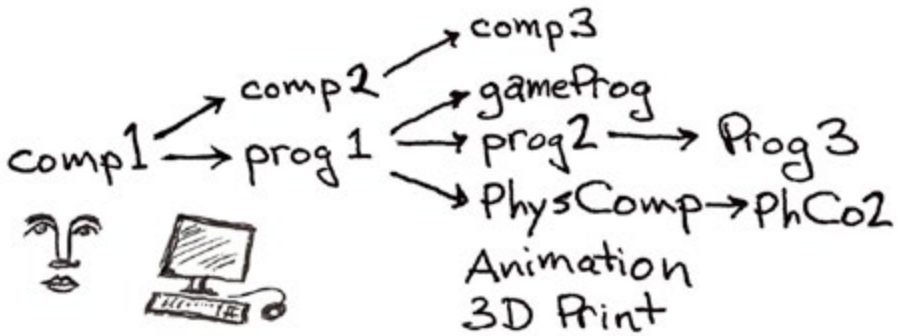 comp3
comp2
gameProg
comp1 prog1 prog2 Prog3
PhysComp PhCo2
Animation
3D Print